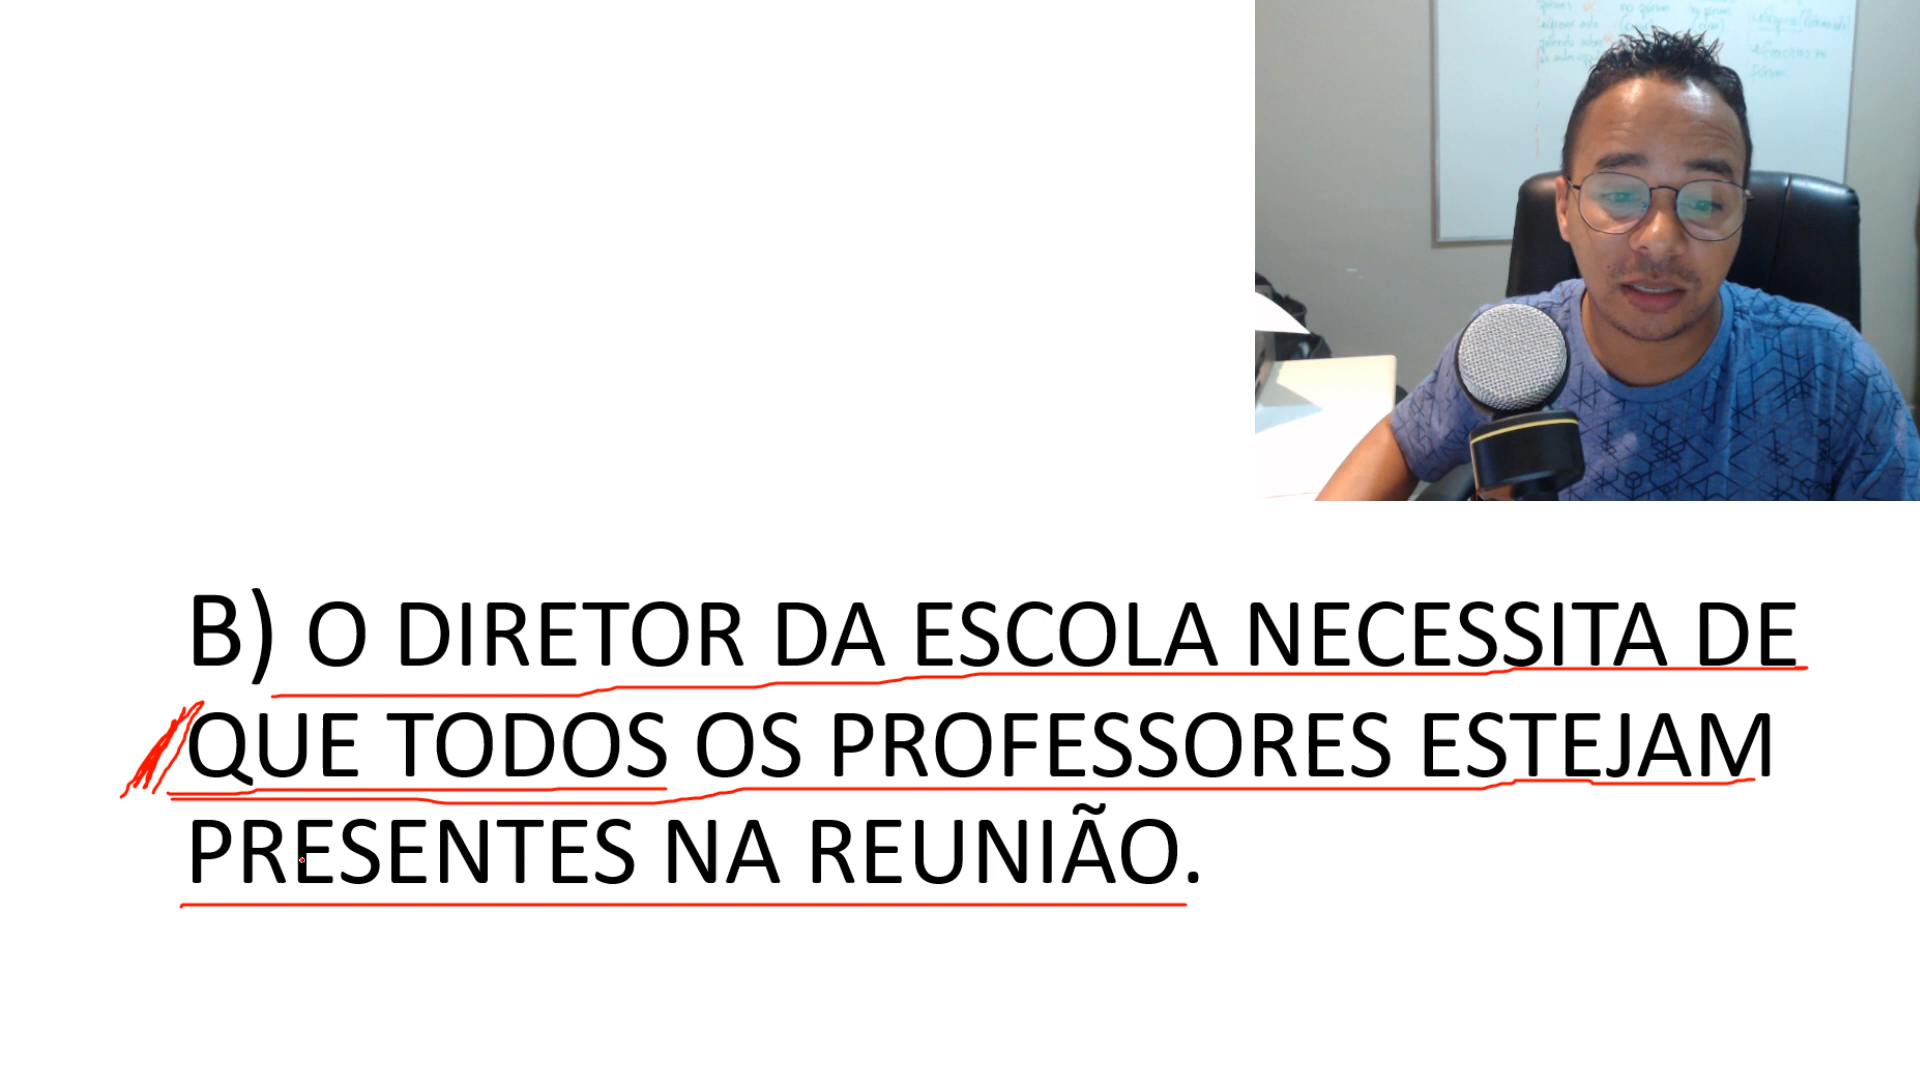 B) O DIRETOR DA ESCOLA NECESSITA DE
QUE TODOS OS PROFESSORES ESTEJAM
PRESENTES NA REUNIÃO.